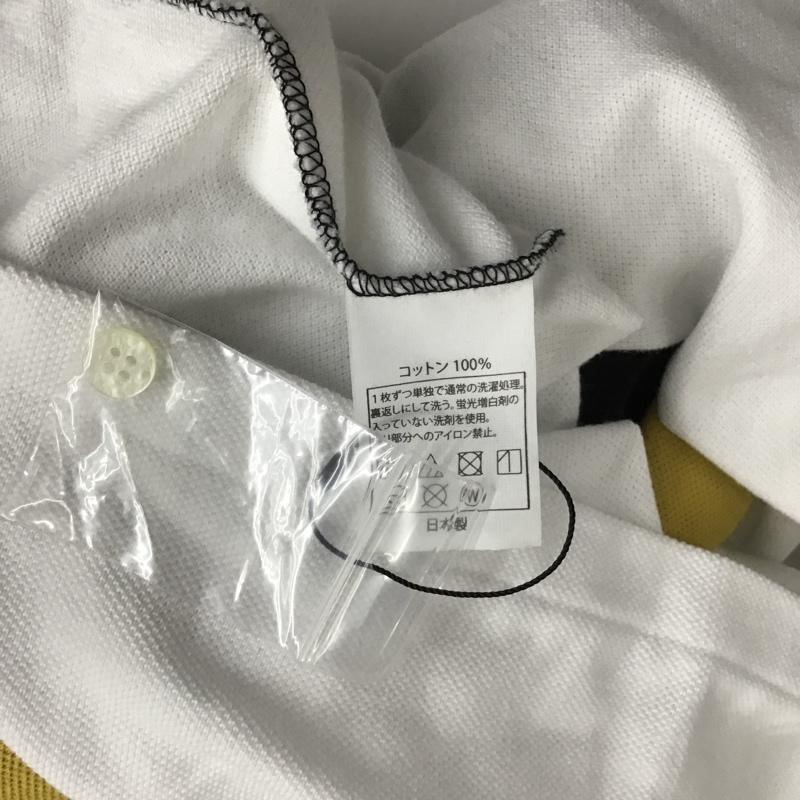 コットン 100%
1枚ずつ単独で通常の洗濯処理。
裏返しにして洗う。蛍光増白剤の
入っていない洗剤を使用。
り部分へのアイロン禁止。
W
日本製